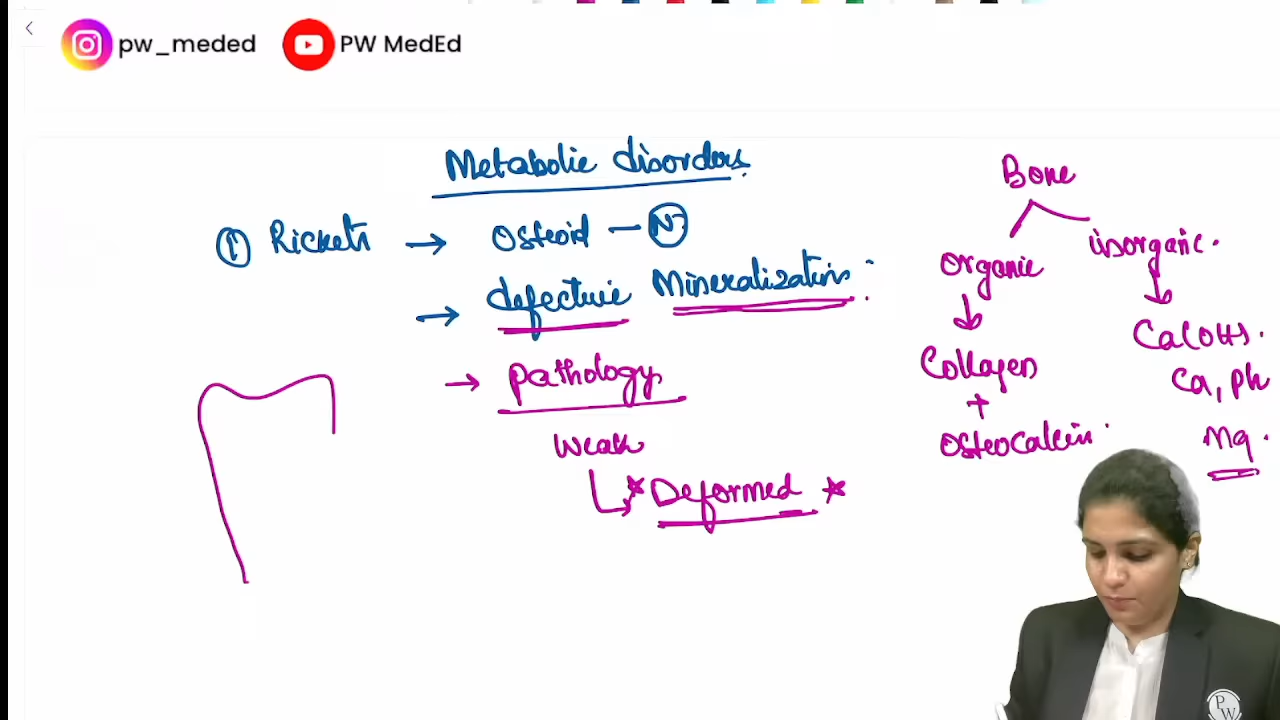 pw_meded PW MedEd
Metabolic disorders.
① Rickets → Osteoid — N
→ defective Mineralization :
→ Pathology
Weak
* Deformed *
Bone
Organic
inorganic.
Collagen
+
Osteocalcin
Ca(OH).
Ca, Ph
Mg.
PW